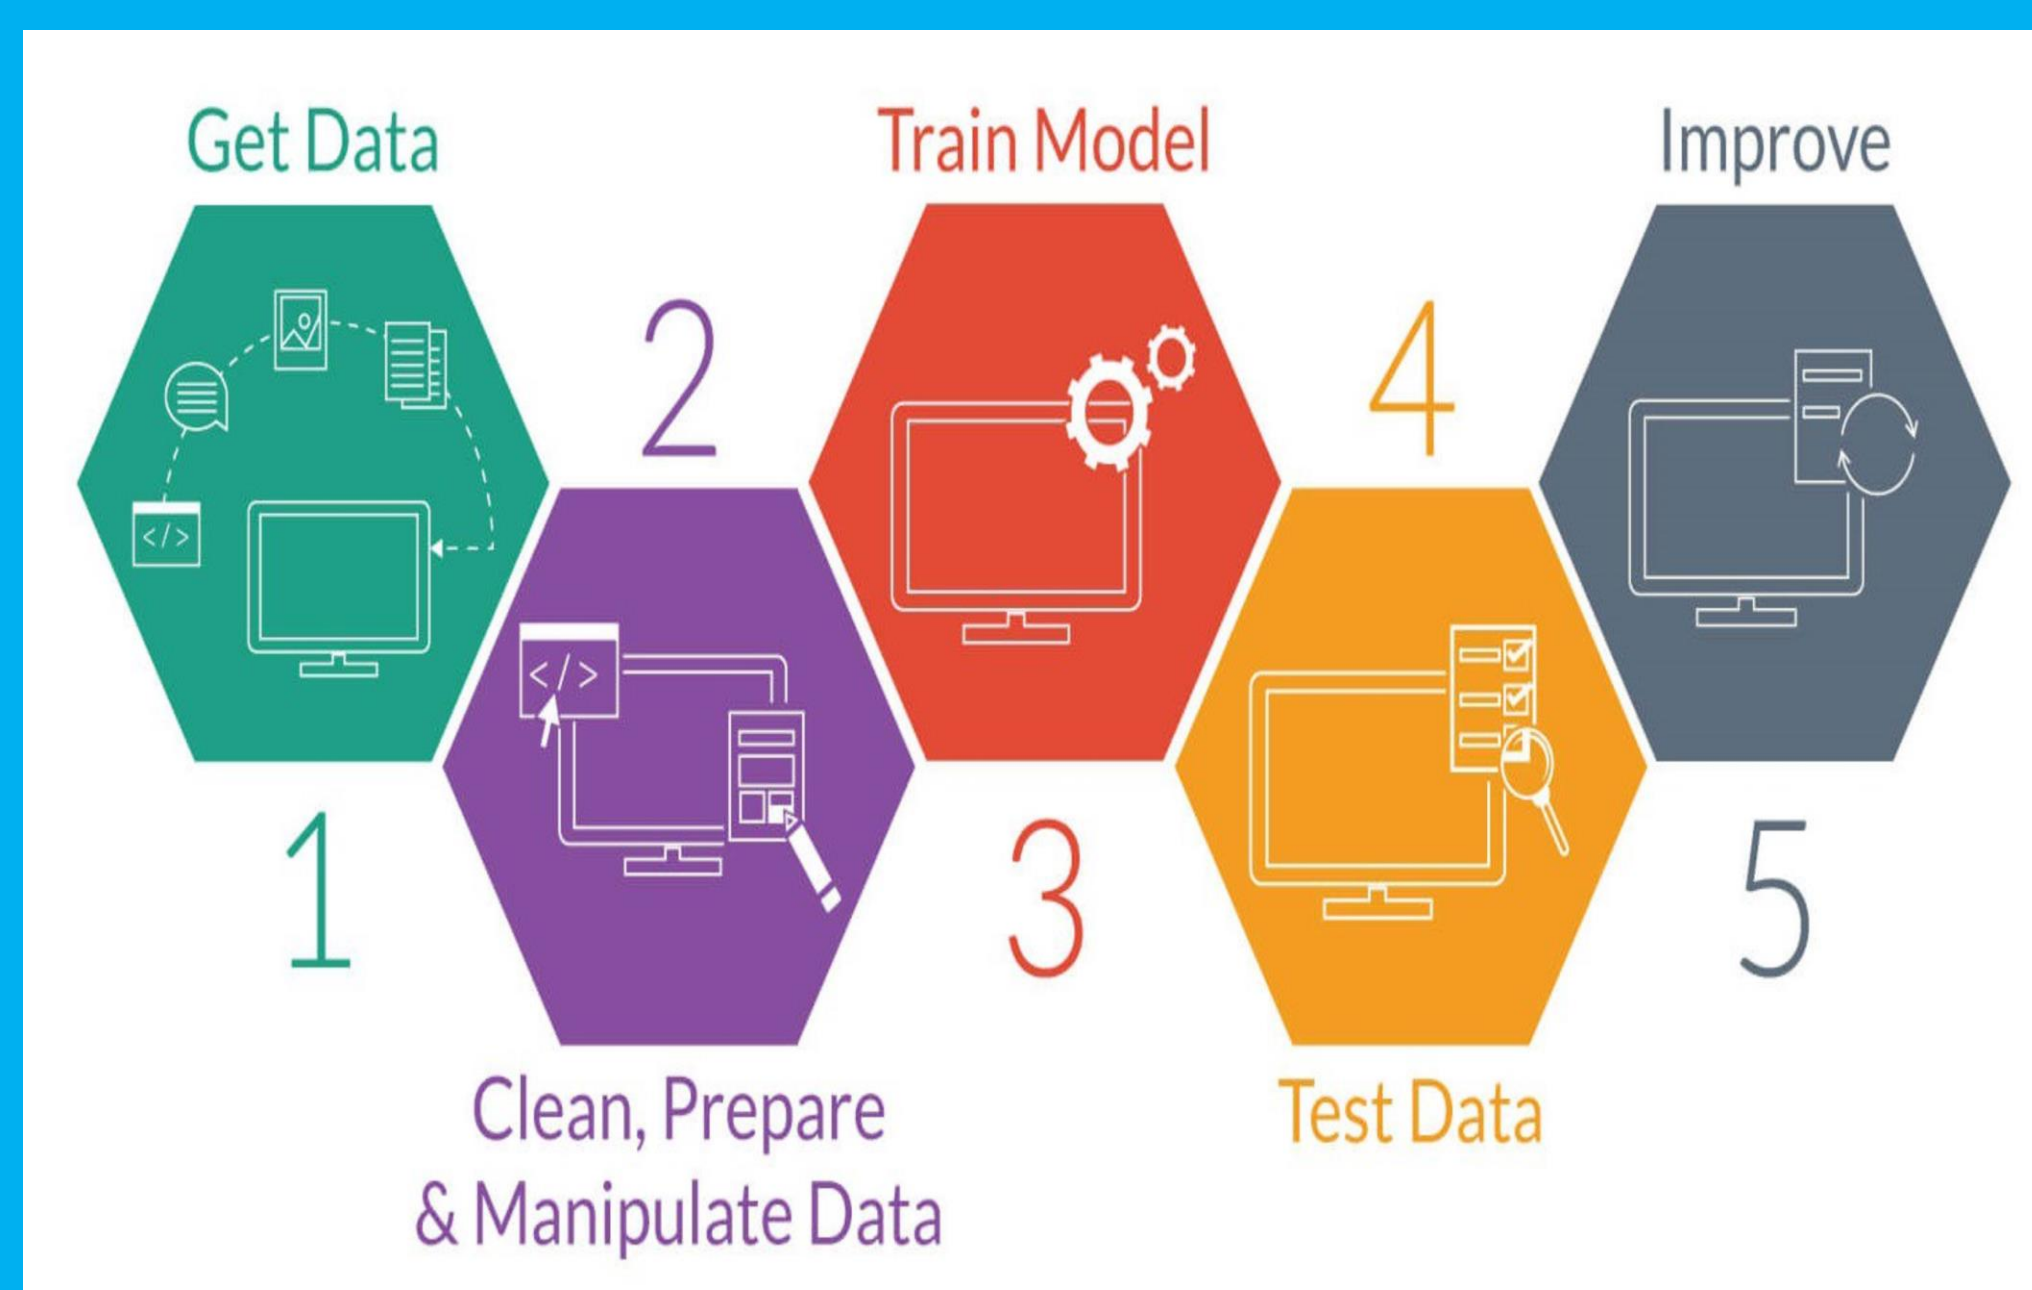 Get Data
1
2
Clean, Prepare
& Manipulate Data
Train Model
3
4
Test Data
Improve
5
</>
</>